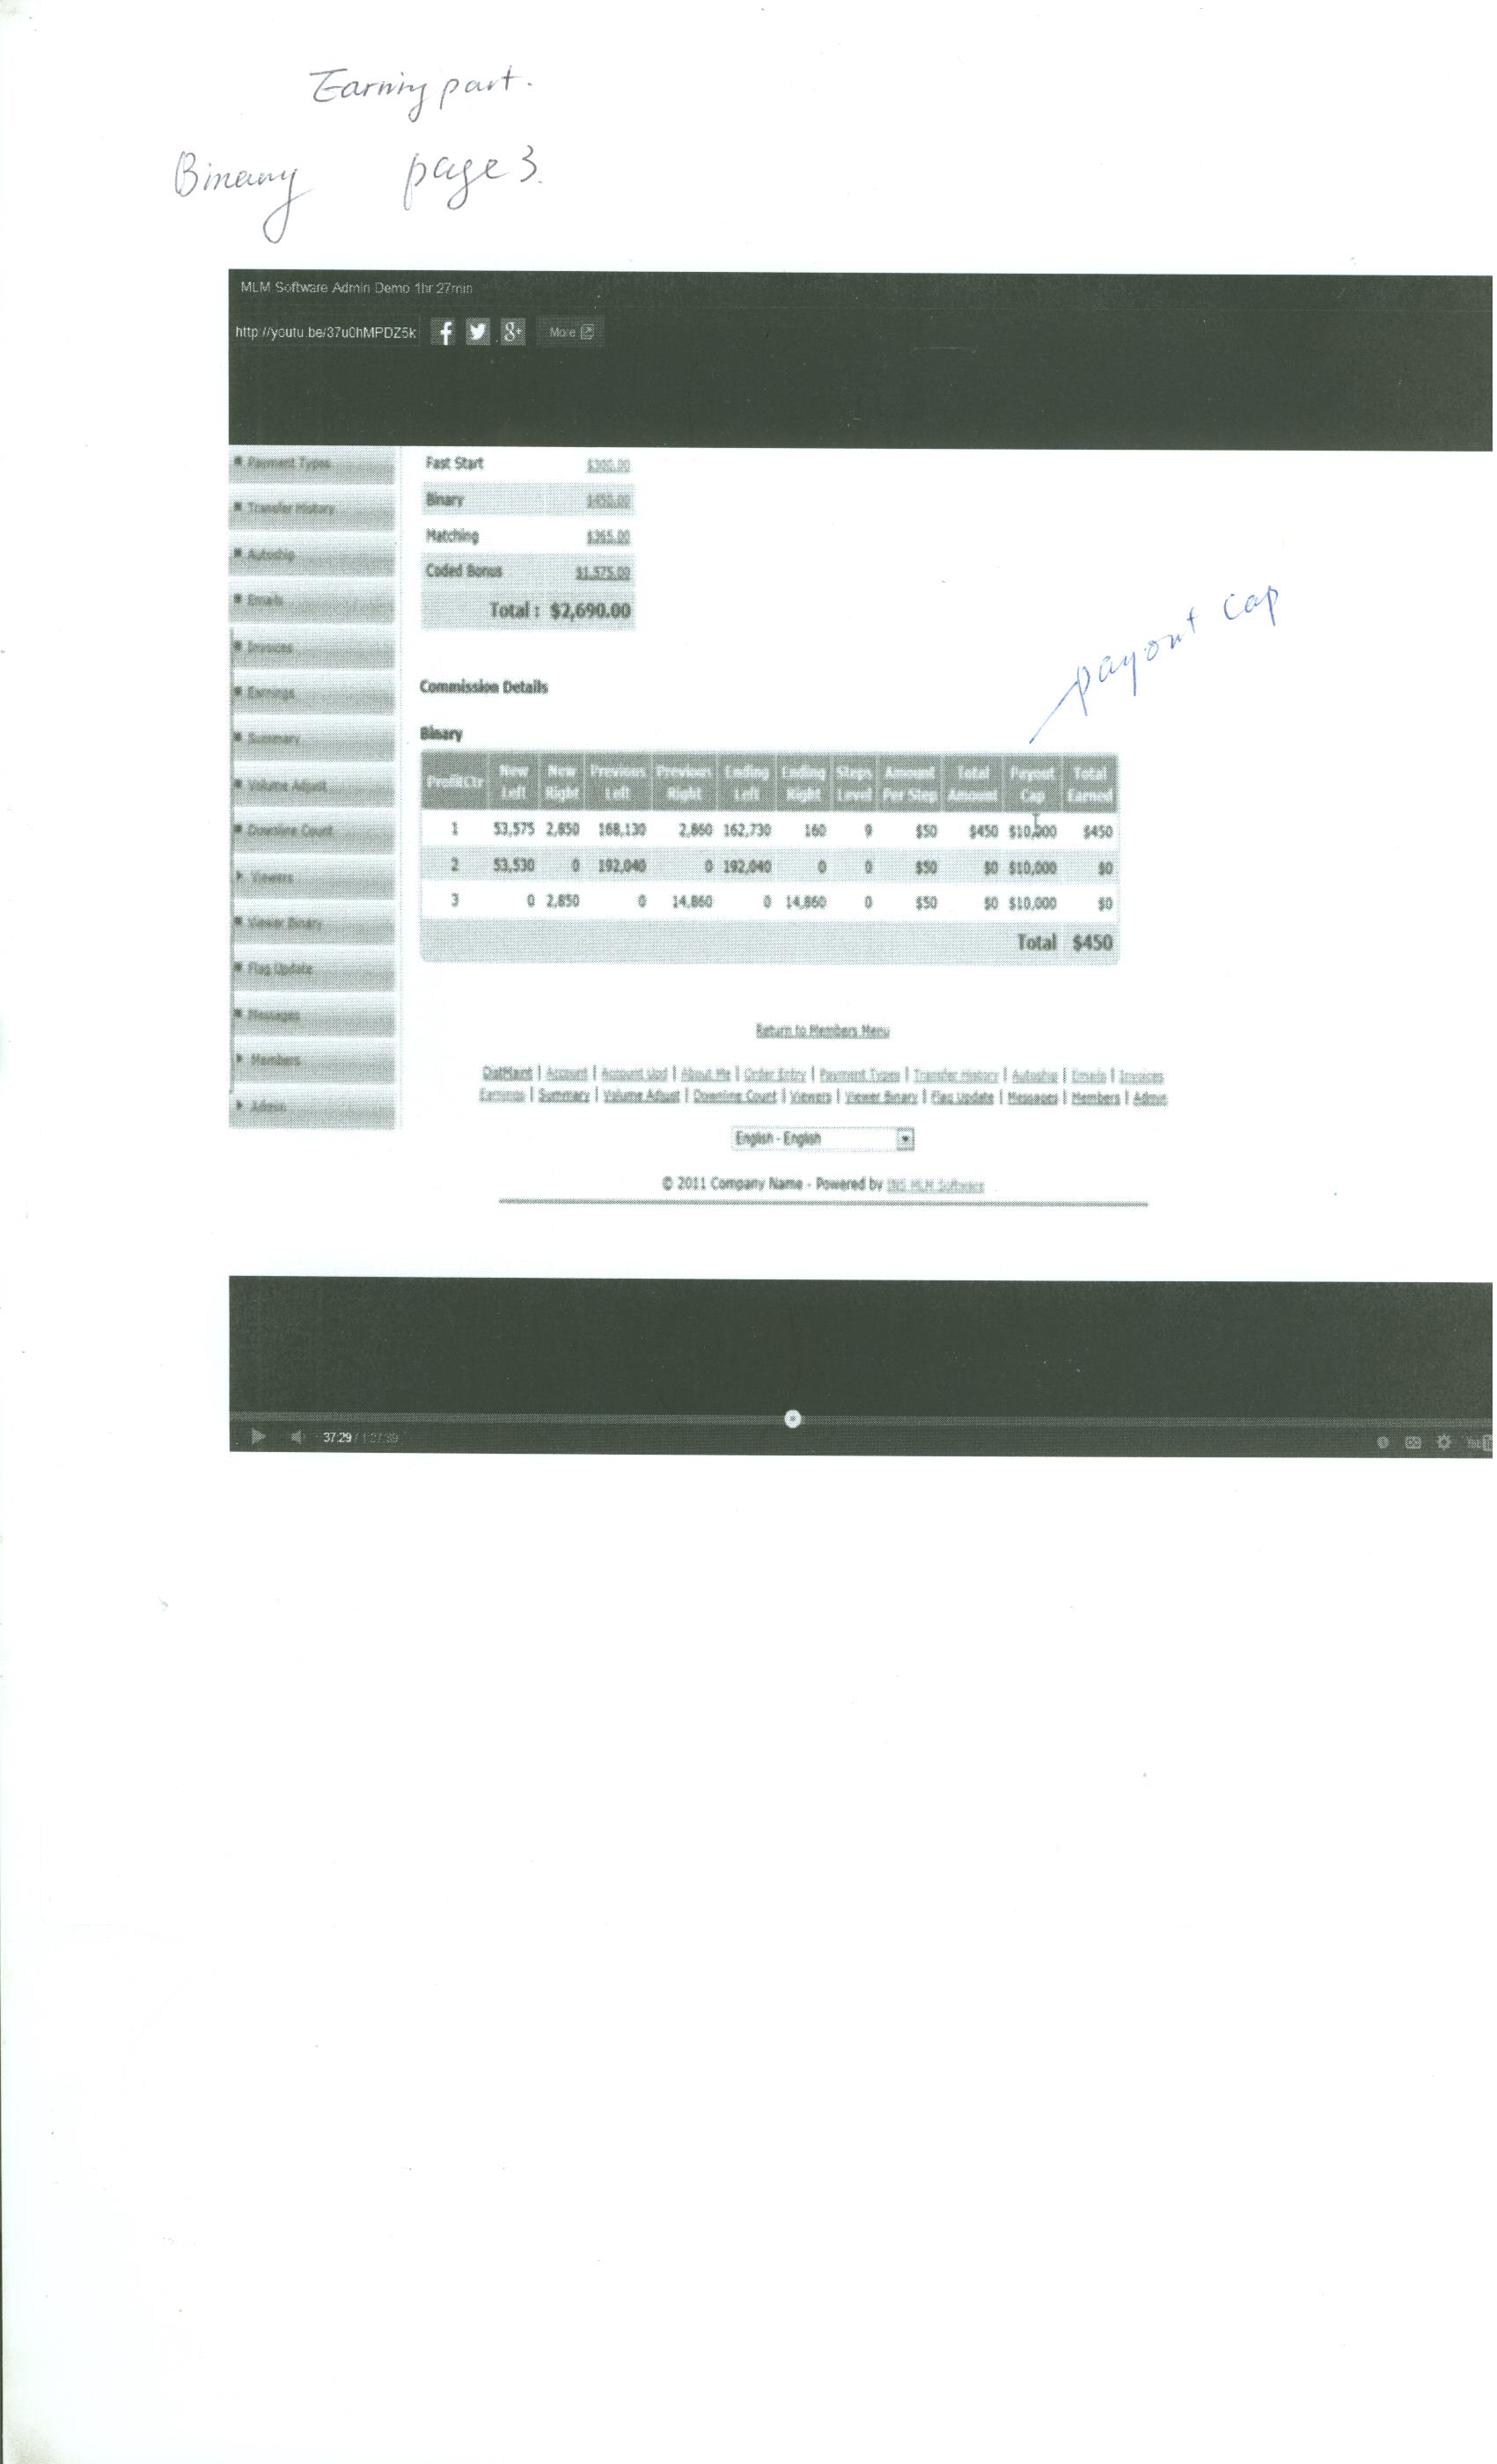 Earning part.
Binary page 3.
MLM Software Admin Demo 1hr 27min
http://youtu.be/37u0hMPDZ5k More
Payment Types
Transfer History
Autoship
Emails
Invoices
Earnings
Summary
Volume Adjust
Downline Count
Viewers
Viewer Binary
Flag Update
Messages
Members
Admin
Fast Start $300.00
Binary $450.00
Matching $365.00
Coded Bonus $1,575.00
Total : $2,690.00
payout cap
Commission Details
Binary
ProfitCtr New Left New Right Previous Left Previous Right Ending Left Ending Right Steps Level Amount Per Step Total Amount Payout Cap Total Earned
1 53,575 2,850 168,130 2,860 162,730 160 9 $50 $450 $10,000 $450
2 53,530 0 192,040 0 192,040 0 0 $50 $0 $10,000 $0
3 0 2,850 0 14,860 0 14,860 0 $50 $0 $10,000 $0
Total $450
Return to Members Menu
Account | Account Upd | About Me | Order Entry | Payment Types | Transfer History | Autoship | Emails | Invoices
Earnings | Summary | Volume Adjust | Downline Count | Viewers | Viewer Binary | Flag Update | Messages | Members | Admin
English - English
© 2011 Company Name - Powered by INS MLM Software
37:29 / 1:27:39